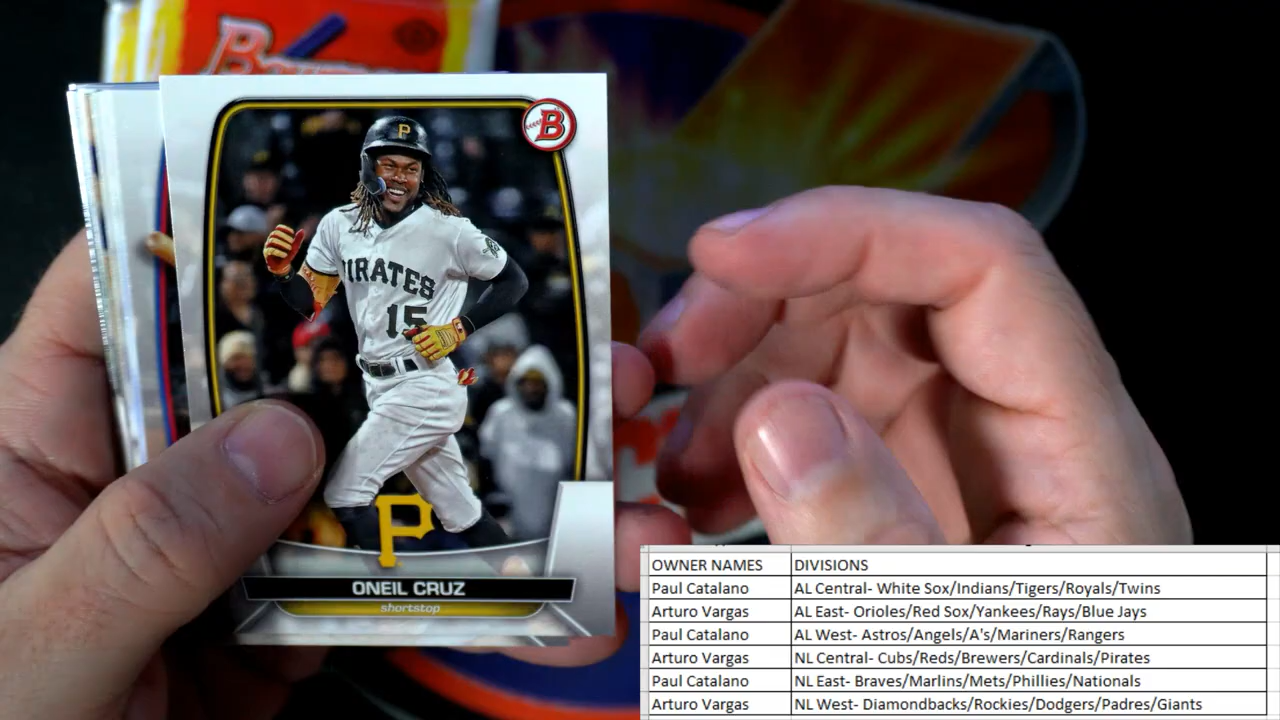 B
P
PIRATES
15
P
ONEIL CRUZ
shortstop
OWNER NAMES DIVISIONS
Paul Catalano AL Central- White Sox/Indians/Tigers/Royals/Twins
Arturo Vargas AL East- Orioles/Red Sox/Yankees/Rays/Blue Jays
Paul Catalano AL West- Astros/Angels/A's/Mariners/Rangers
Arturo Vargas NL Central- Cubs/Reds/Brewers/Cardinals/Pirates
Paul Catalano NL East- Braves/Marlins/Mets/Phillies/Nationals
Arturo Vargas NL West- Diamondbacks/Rockies/Dodgers/Padres/Giants